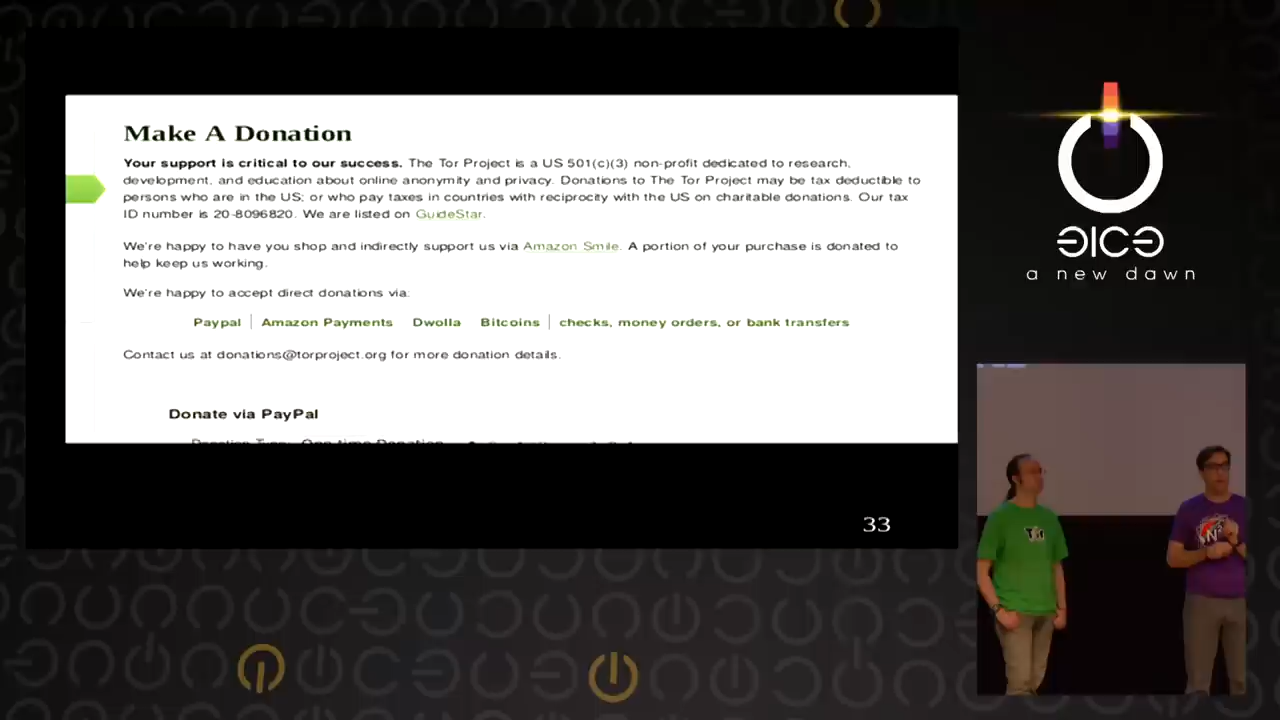 Make A Donation
Your support is critical to our success. The Tor Project is a US 501(c)(3) non-profit dedicated to research,
development, and education about online anonymity and privacy. Donations to The Tor Project may be tax deductible to
persons who are in the US; or who pay taxes in countries with reciprocity with the US on charitable donations. Our tax
ID number is 20-8096820. We are listed on GuideStar.
We're happy to have you shop and indirectly support us via Amazon Smile. A portion of your purchase is donated to
help keep us working.
We're happy to accept direct donations via:
Paypal Amazon Payments Dwolla Bitcoins checks, money orders, or bank transfers
Contact us at donations@torproject.org for more donation details.
Donate via PayPal
33
a new dawn
Tor